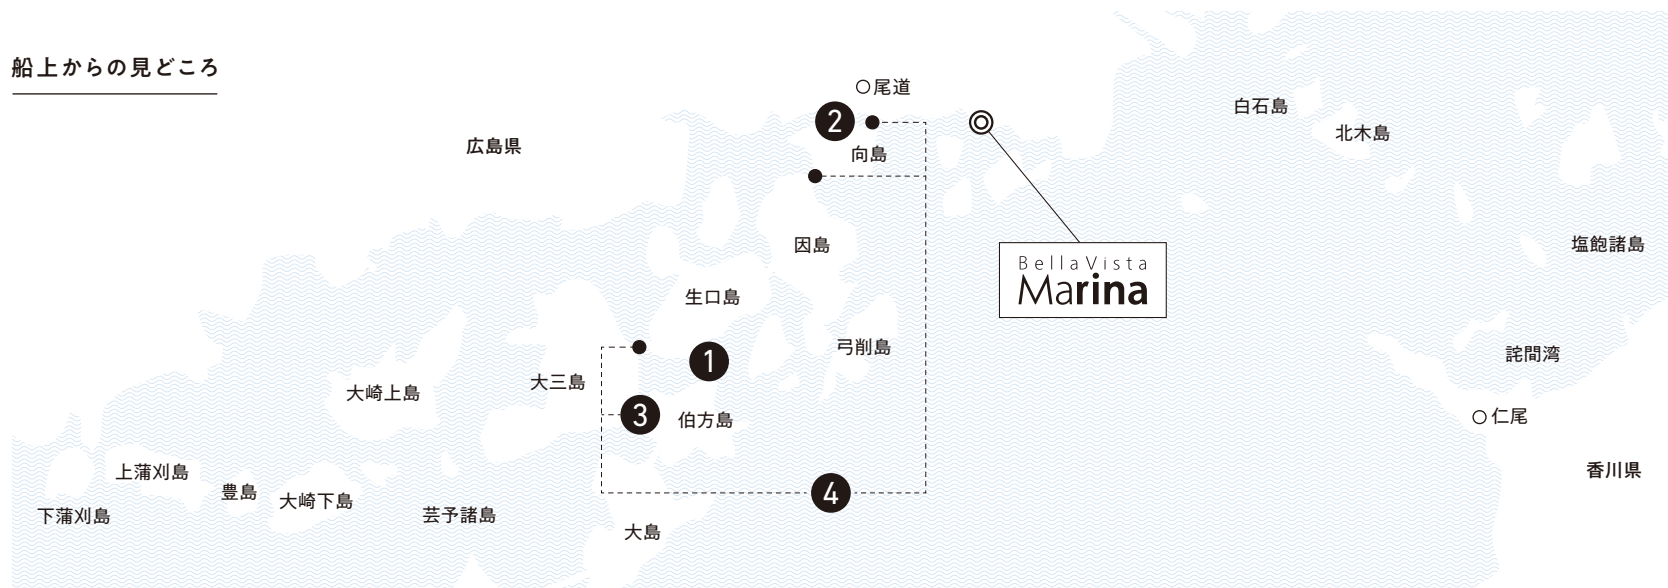 船上からの見どころ
尾道
2
白石島
北木島
広島県
向島
因島
塩飽諸島
BellaVista
Marina
生口島
弓削島
詫間湾
1
大三島
大崎上島
3
伯方島
仁尾
上蒲刈島
香川県
豊島
大崎下島
4
下蒲刈島
芸予諸島
大島